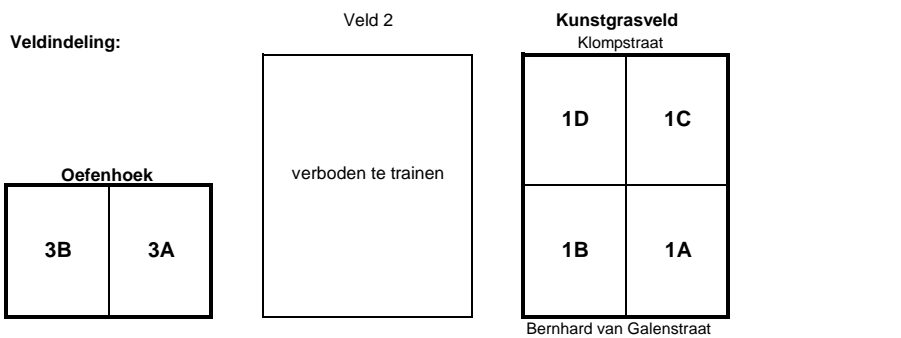 Veld 2
Kunstgrasveld
Veldindeling:
Klompstraat
1D 1C
verboden te trainen
Oefenhoek
3B 3A
1B 1A
Bernhard van Galenstraat